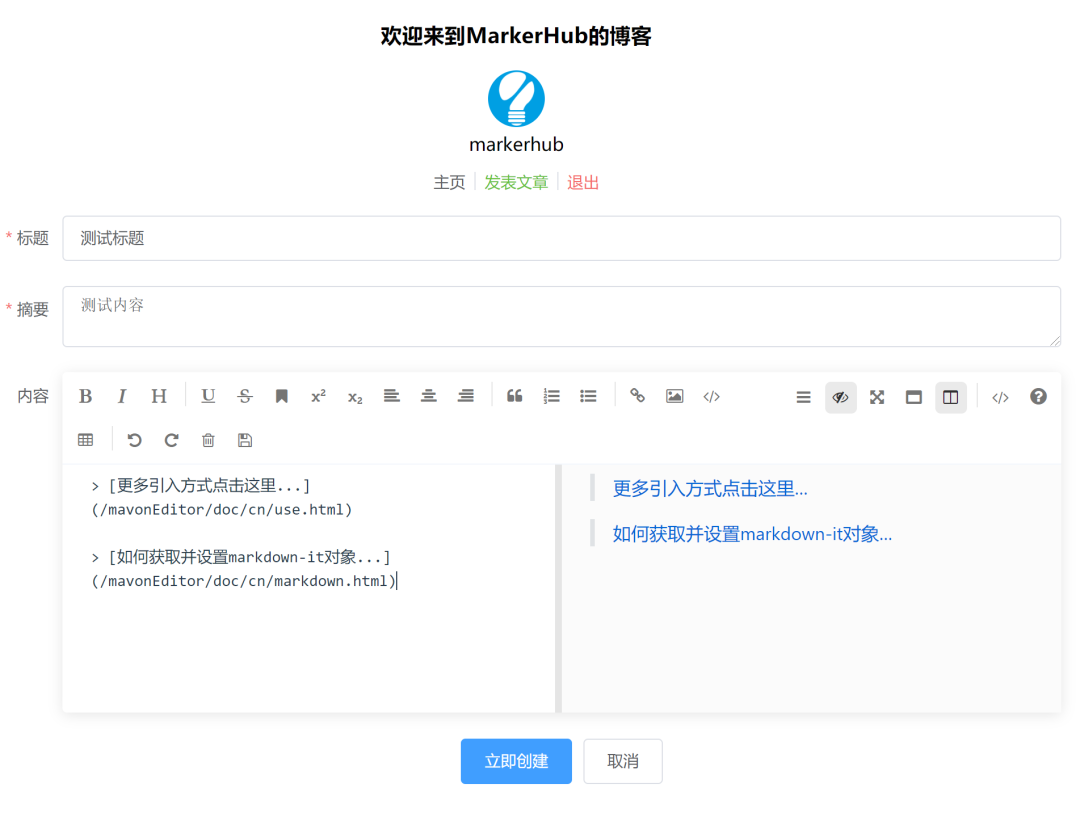 欢迎来到MarkerHub的博客
markerhub
主页 发表文章 退出
* 标题 测试标题
* 摘要 测试内容
内容
> [更多引入方式点击这里...]
(/mavonEditor/doc/cn/use.html)
> [如何获取并设置markdown-it对象...]
(/mavonEditor/doc/cn/markdown.html)
更多引入方式点击这里...
如何获取并设置markdown-it对象...
立即创建 取消